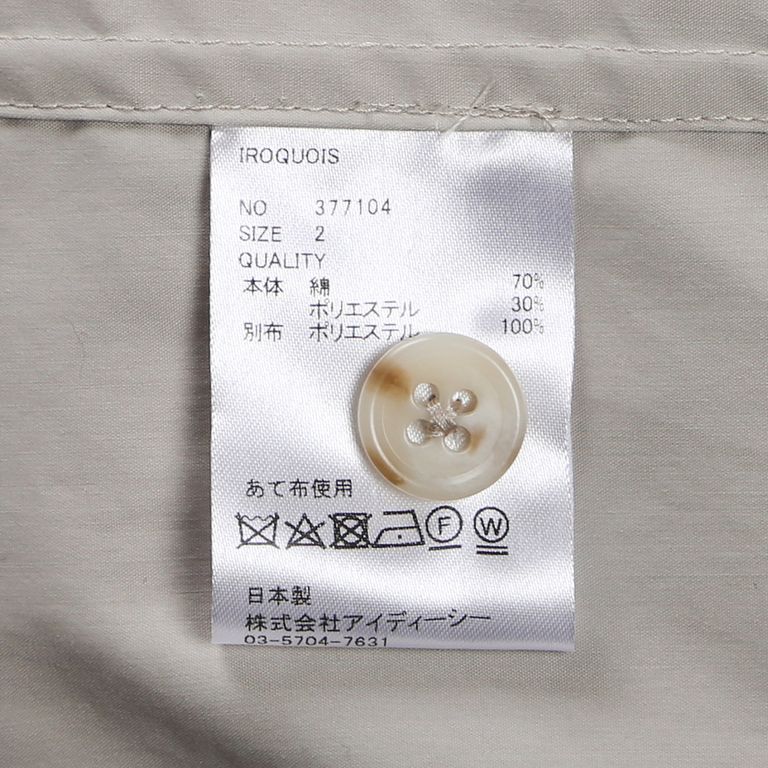 IROQUOIS
NO 377104
SIZE 2
QUALITY
本体 綿 70%
ポリエステル 30%
別布 ポリエステル 100%
あて布使用
F W
日本製
株式会社アイディーシー
03-5704-7631